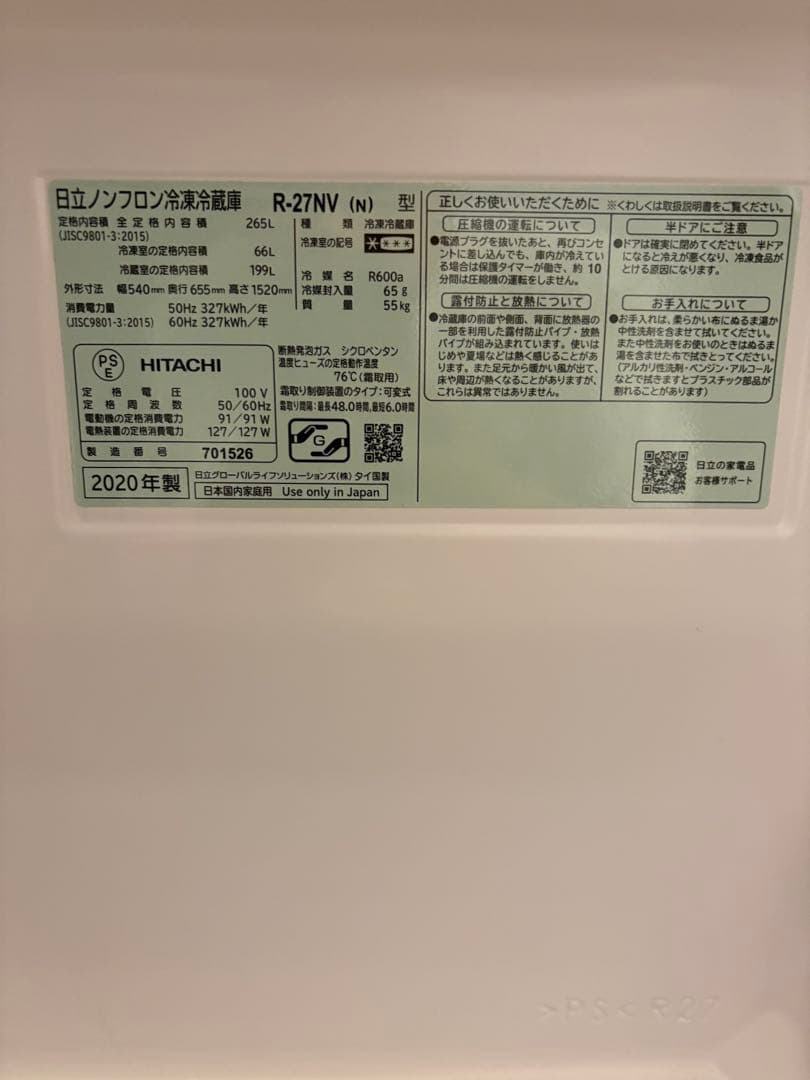 日立ノンフロン冷凍冷蔵庫 R-27NV (N) 型
定格内容積 全定格内容積 265L
(JISC9801-3:2015)
冷凍室の定格内容積 66L
冷蔵室の定格内容積 199L
外形寸法 幅540mm 奥行655mm 高さ1520mm
消費電力量 50Hz 327kWh/年
(JISC9801-3:2015) 60Hz 327kWh/年
種類 冷凍冷蔵庫
冷凍室の記号 ****
冷媒名 R600a
冷媒封入量 65g
質量 55kg
PSE HITACHI
定格電圧 100V
定格周波数 50/60Hz
電動機の定格消費電力 91/91W
電熱装置の定格消費電力 127/127W
製造番号 701526
断熱発泡ガス シクロペンタン
温度ヒューズの定格動作温度
76℃(霜取用)
霜取り制御装置のタイプ:可変式
霜取り間隔:最長48.0時間,最短6.0時間
G
2020年製
日立グローバルライフソリューションズ(株) タイ国製
日本国内家庭用 Use only in Japan
正しくお使いいただくために ※くわしくは取扱説明書をご覧ください。
圧縮機の運転について
●電源プラグを抜いたあと、再びコンセ
ントに差し込んでも、庫内が冷えてい
る場合は保護タイマーが働き、約10
分間は圧縮機の運転をしません。
露付防止と放熱について
●冷蔵庫の前面や側面、背面に放熱器の
一部を利用した露付防止パイプ・放熱
パイプが組み込まれています。使いは
じめや夏場などは熱く感じることがあ
ります。また足元から暖かい風が出て、
床や周辺が熱くなることがありますが、
これらは異常ではありません。
半ドアにご注意
●ドアは確実に閉めてください。半ドア
になると冷えが悪くなり、冷凍食品が
とける原因になります。
お手入れについて
●お手入れは、柔らかい布にぬるま湯か
中性洗剤を含ませて拭いてください。
また中性洗剤をお使いのときはぬるま
湯を含ませた布で拭きとってください。
(アルカリ性洗剤・ベンジン・アルコール
などで拭きますとプラスチック部品が
割れることがあります)
日立の家電品
お客様サポート
>PS< R27